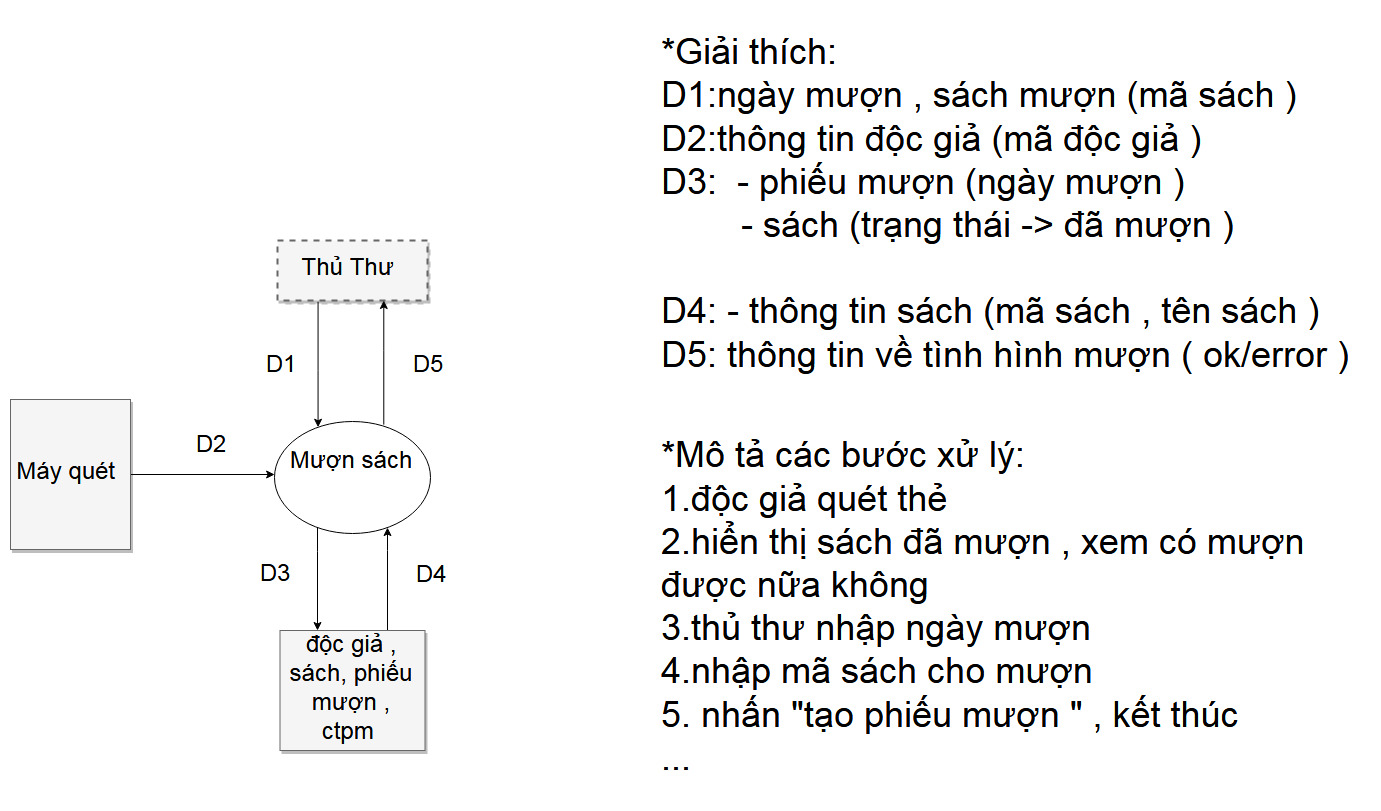 *Giải thích:
D1:ngày mượn , sách mượn (mã sách )
D2:thông tin độc giả (mã độc giả )
D3:  - phiếu mượn (ngày mượn )
- sách (trạng thái -> đã mượn )
D4: - thông tin sách (mã sách , tên sách )
D5: thông tin về tình hình mượn ( ok/error )
*Mô tả các bước xử lý:
1.độc giả quét thẻ
2.hiển thị sách đã mượn , xem có mượn
được nữa không
3.thủ thư nhập ngày mượn
4.nhập mã sách cho mượn
5. nhấn "tạo phiếu mượn " , kết thúc
...
Thủ Thư
D1
D5
Máy quét
D2
Mượn sách
D3
D4
độc giả ,
sách, phiếu
mượn ,
ctpm